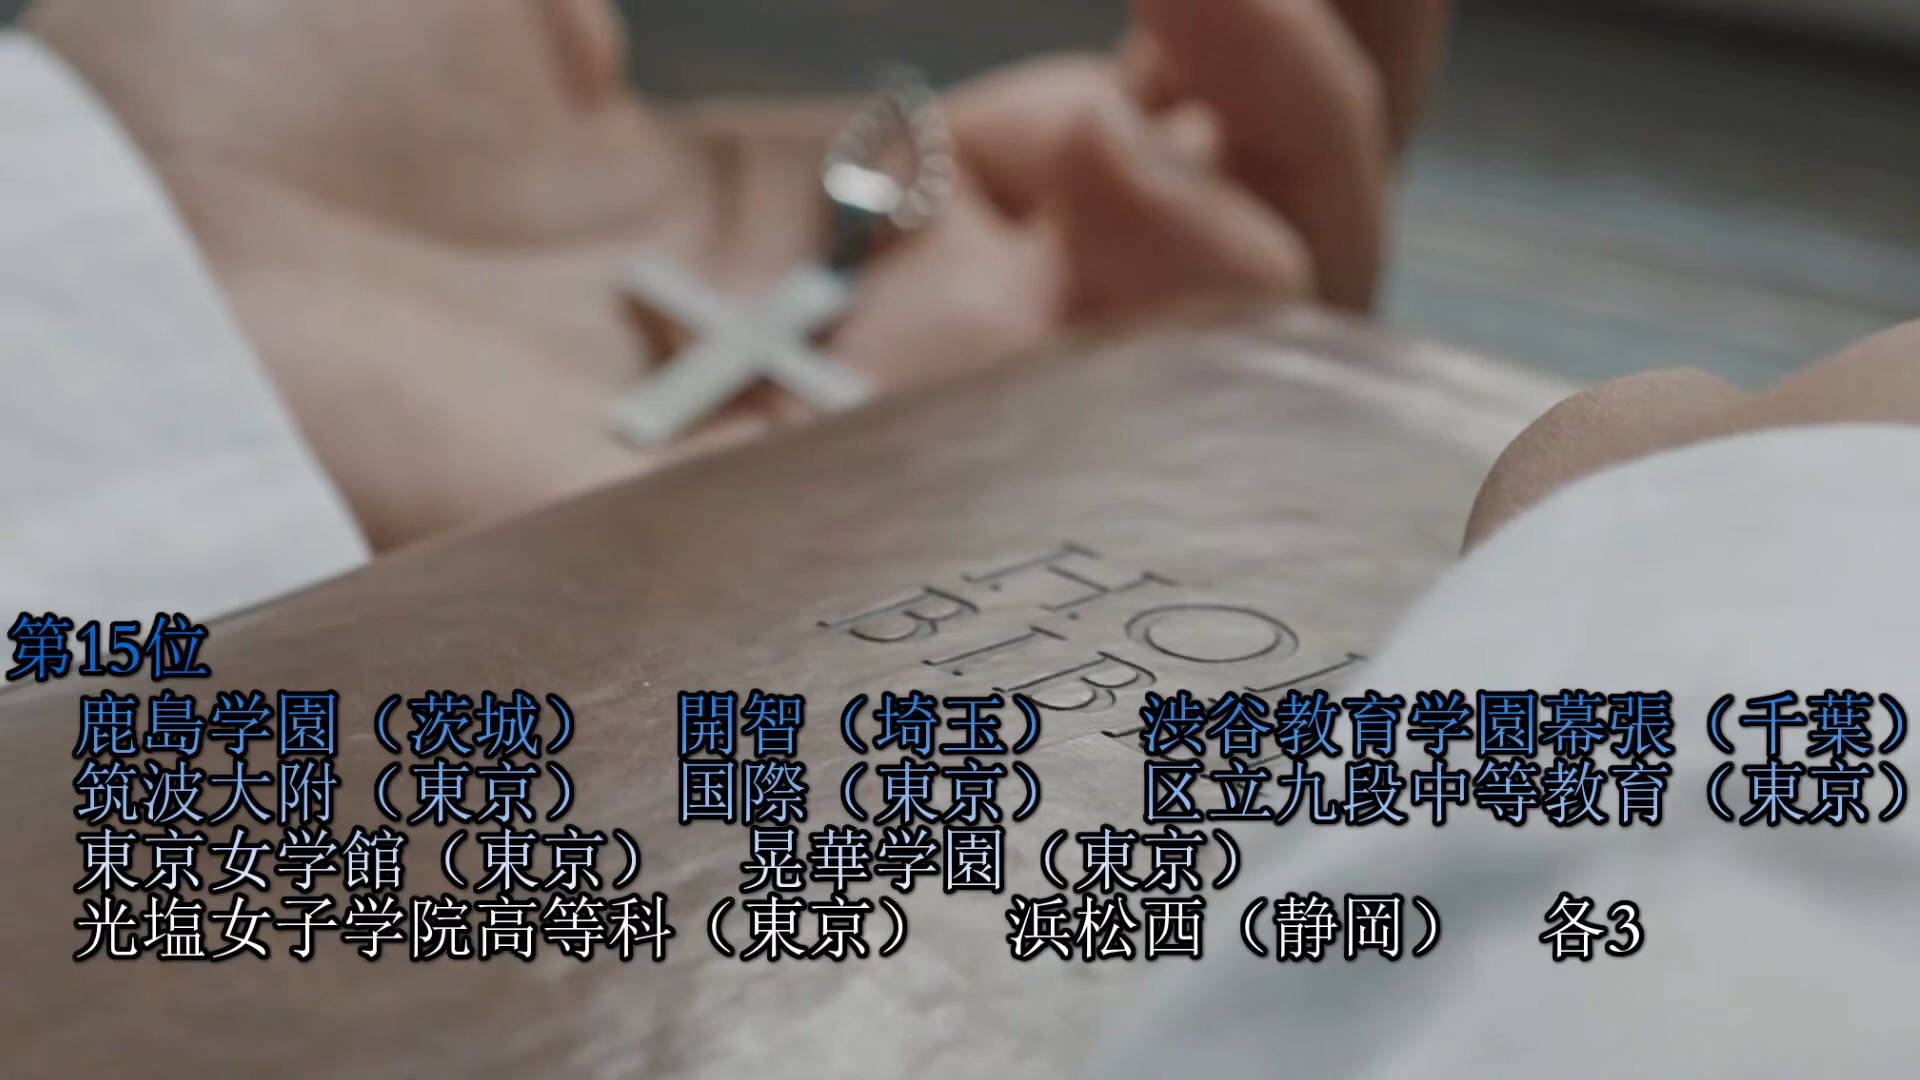 HOL
BIB
第15位
鹿島学園（茨城）　開智（埼玉）　渋谷教育学園幕張（千葉）
筑波大附（東京）　国際（東京）　区立九段中等教育（東京）
東京女学館（東京）　晃華学園（東京）
光塩女子学院高等科（東京）　浜松西（静岡）　各3